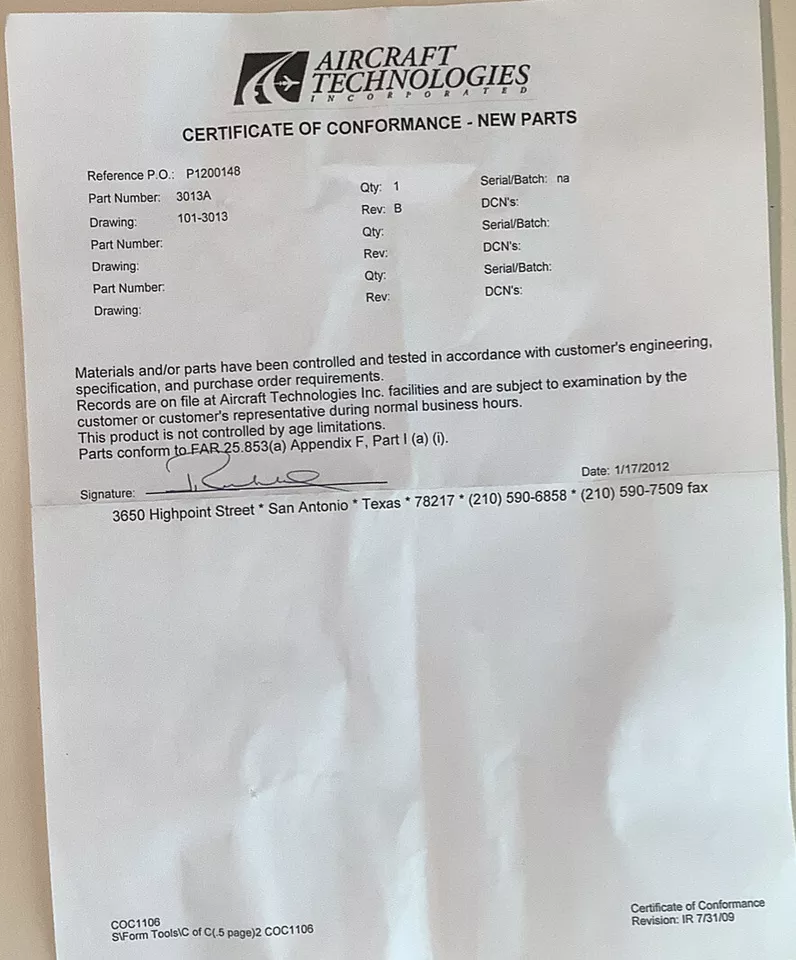 AIRCRAFT
TECHNOLOGIES
INCORPORATED
CERTIFICATE OF CONFORMANCE - NEW PARTS
Reference P.O.: P1200148
Part Number: 3013A Qty: 1 Serial/Batch: na
Drawing: 101-3013 Rev: B DCN's:
Part Number: Qty: Serial/Batch:
Drawing: Rev: DCN's:
Part Number: Qty: Serial/Batch:
Drawing: Rev: DCN's:
Materials and/or parts have been controlled and tested in accordance with customer's engineering,
specification, and purchase order requirements.
Records are on file at Aircraft Technologies Inc. facilities and are subject to examination by the
customer or customer's representative during normal business hours.
This product is not controlled by age limitations.
Parts conform to FAR 25.853(a) Appendix F, Part I (a) (i).
Signature: Date: 1/17/2012
3650 Highpoint Street * San Antonio * Texas * 78217 * (210) 590-6858 * (210) 590-7509 fax
COC1106 Certificate of Conformance
S\Form Tools\C of C(.5 page)2 COC1106 Revision: IR 7/31/09